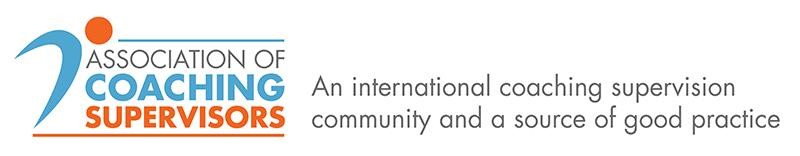 ASSOCIATION OF
COACHING
SUPERVISORS
An international coaching supervision
community and a source of good practice